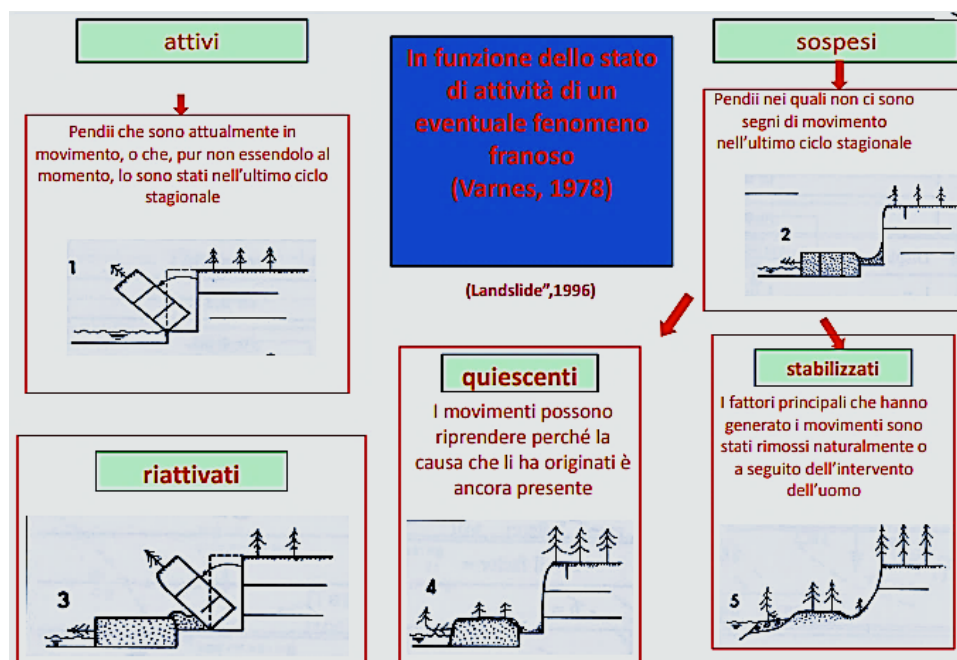 attivi
Pendii che sono attualmente in
movimento, o che, pur non essendolo al
momento, lo sono stati nell'ultimo ciclo
stagionale
1
In funzione dello stato
di attività di un
eventuale fenomeno
franoso
(Varnes, 1978)
(Landslide",1996)
sospesi
Pendii nei quali non ci sono
segni di movimento
nell'ultimo ciclo stagionale
2
riattivati
3
quiescenti
I movimenti possono
riprendere perché la
causa che li ha originati è
ancora presente
4
stabilizzati
I fattori principali che hanno
generato i movimenti sono
stati rimossi naturalmente o
a seguito dell'intervento
dell'uomo
5